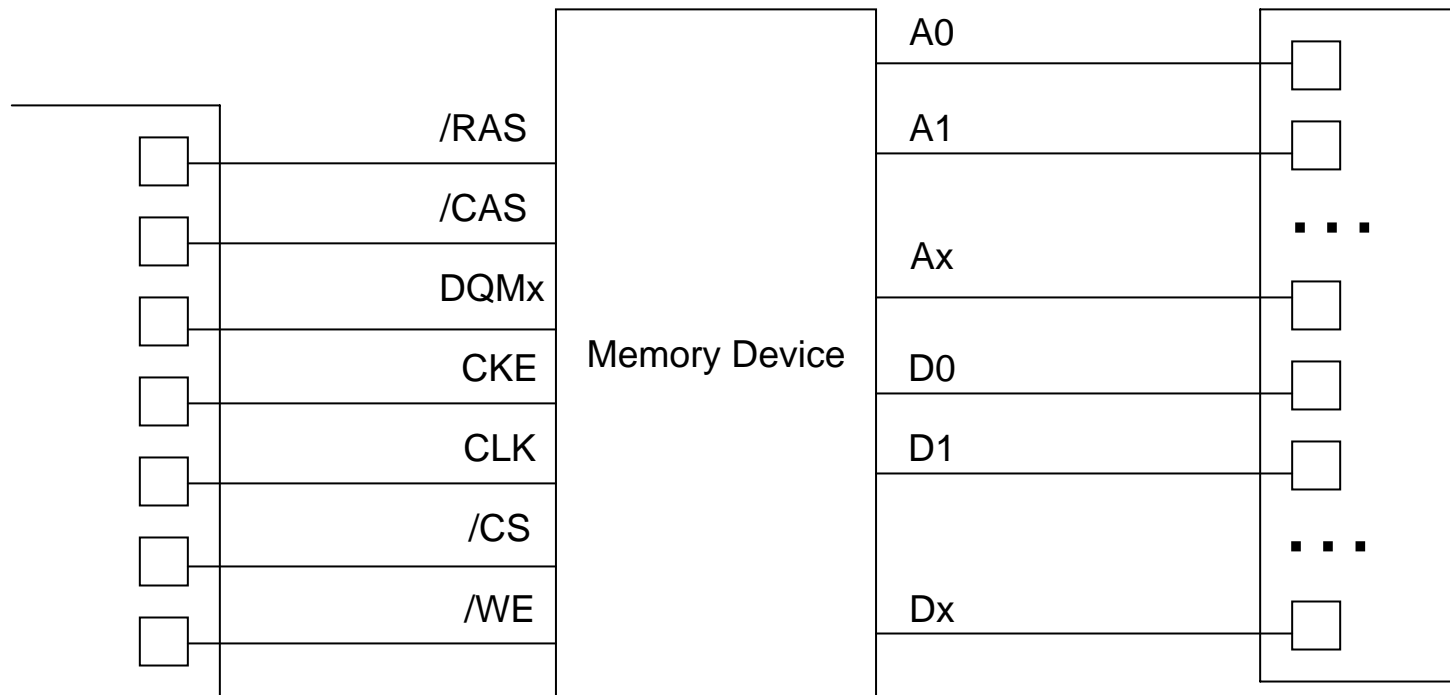 /RAS
/CAS
DQMx
CKE
CLK
/CS
/WE
Memory Device
A0
A1
Ax
D0
D1
Dx